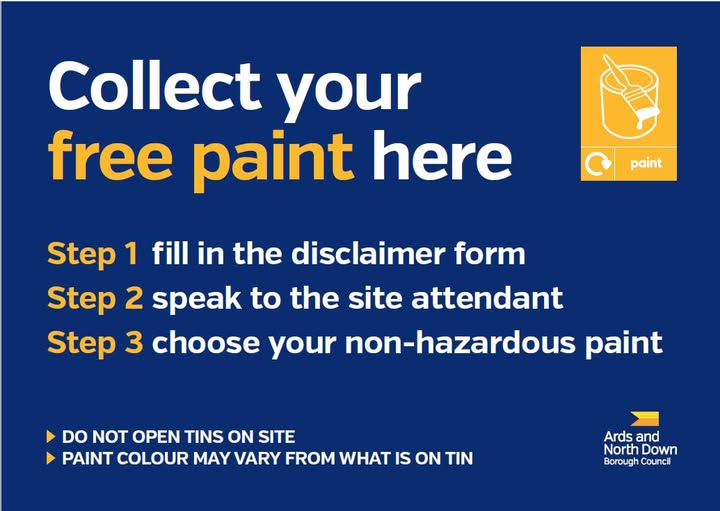 Collect your
free paint here
paint
Step 1 fill in the disclaimer form
Step 2 speak to the site attendant
Step 3 choose your non-hazardous paint
DO NOT OPEN TINS ON SITE
PAINT COLOUR MAY VARY FROM WHAT IS ON TIN
Ards and
North Down
Borough Council